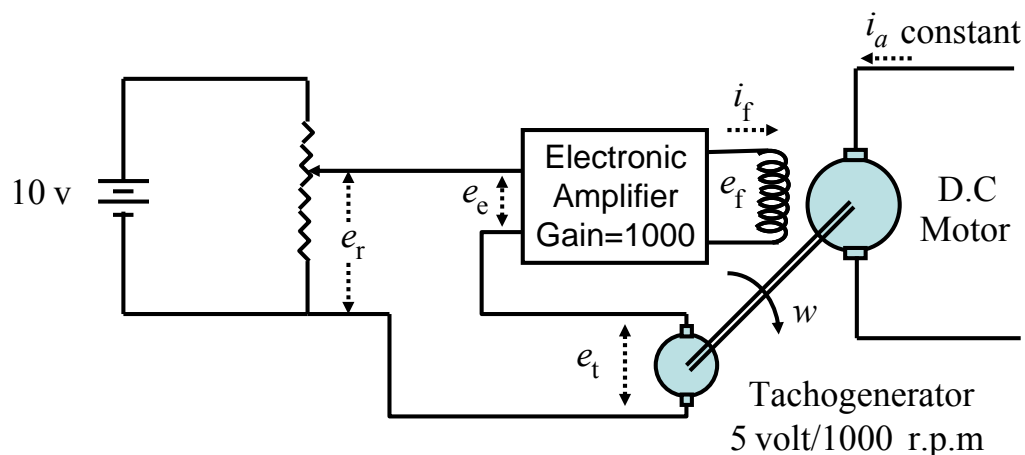 i_a constant
i_f
10 v
Electronic
Amplifier
Gain=1000
e_e
e_f
D.C
Motor
e_r
w
e_t
Tachogenerator
5 volt/1000 r.p.m